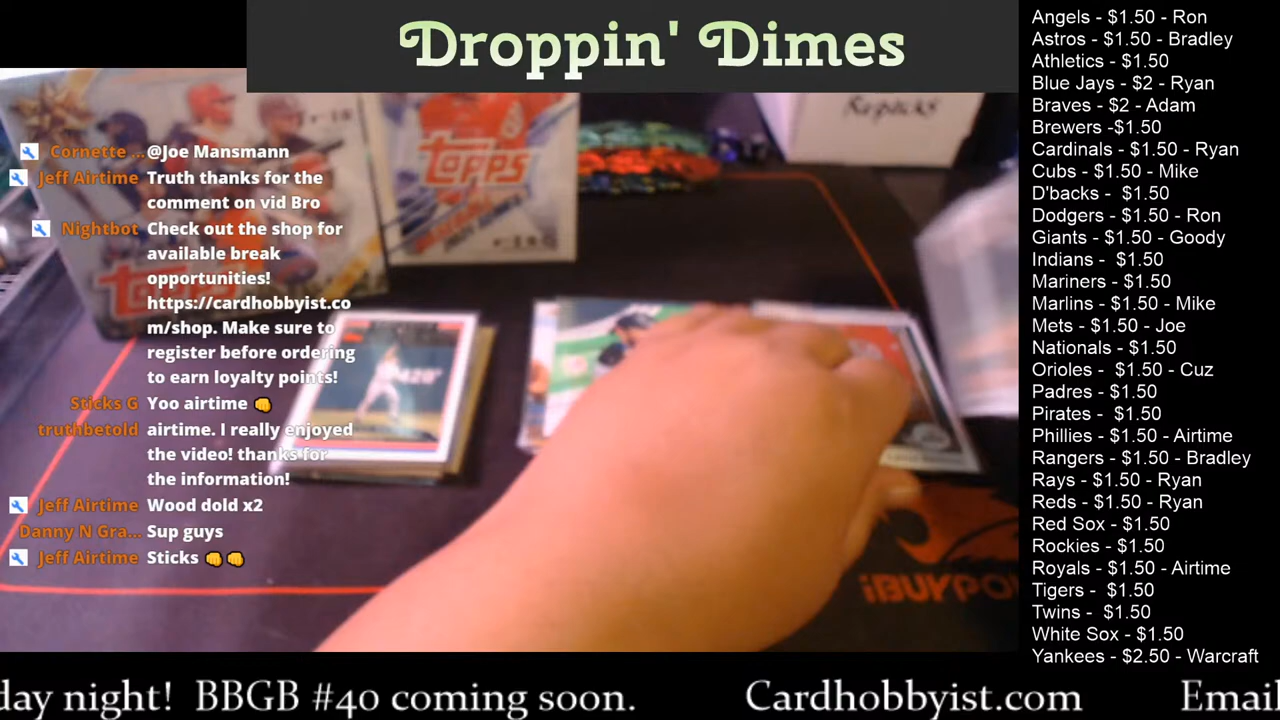 Droppin' Dimes
Repacks
TOPPS
Cornette ... @Joe Mansmann
Jeff Airtime Truth thanks for the
comment on vid Bro
Nightbot Check out the shop for
available break
opportunities!
https://cardhobbyist.co
m/shop. Make sure to
register before ordering
to earn loyalty points!
Sticks G Yoo airtime 👊
truthbetold airtime. I really enjoyed
the video! thanks for
the information!
Jeff Airtime Wood dold x2
Danny N Gra... Sup guys
Jeff Airtime Sticks 👊👊
iBUYPO
Angels - $1.50 - Ron
Astros - $1.50 - Bradley
Athletics - $1.50
Blue Jays - $2 - Ryan
Braves - $2 - Adam
Brewers -$1.50
Cardinals - $1.50 - Ryan
Cubs - $1.50 - Mike
D'backs - $1.50
Dodgers - $1.50 - Ron
Giants - $1.50 - Goody
Indians - $1.50
Mariners - $1.50
Marlins - $1.50 - Mike
Mets - $1.50 - Joe
Nationals - $1.50
Orioles - $1.50 - Cuz
Padres - $1.50
Pirates - $1.50
Phillies - $1.50 - Airtime
Rangers - $1.50 - Bradley
Rays - $1.50 - Ryan
Reds - $1.50 - Ryan
Red Sox - $1.50
Rockies - $1.50
Royals - $1.50 - Airtime
Tigers - $1.50
Twins - $1.50
White Sox - $1.50
Yankees - $2.50 - Warcraft
day night! BBGB #40 coming soon. Cardhobbyist.com Email